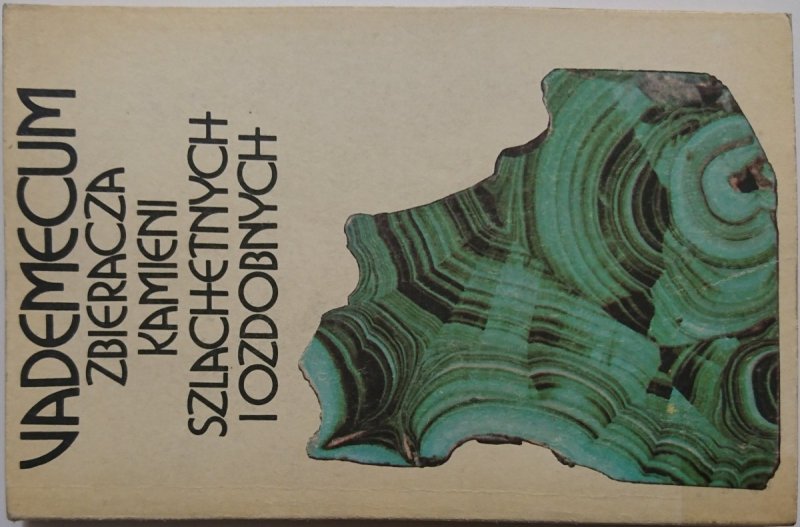 VADEMECUM
ZBIERACZA
KAMIENI
SZLACHETNYCH
I OZDOBNYCH